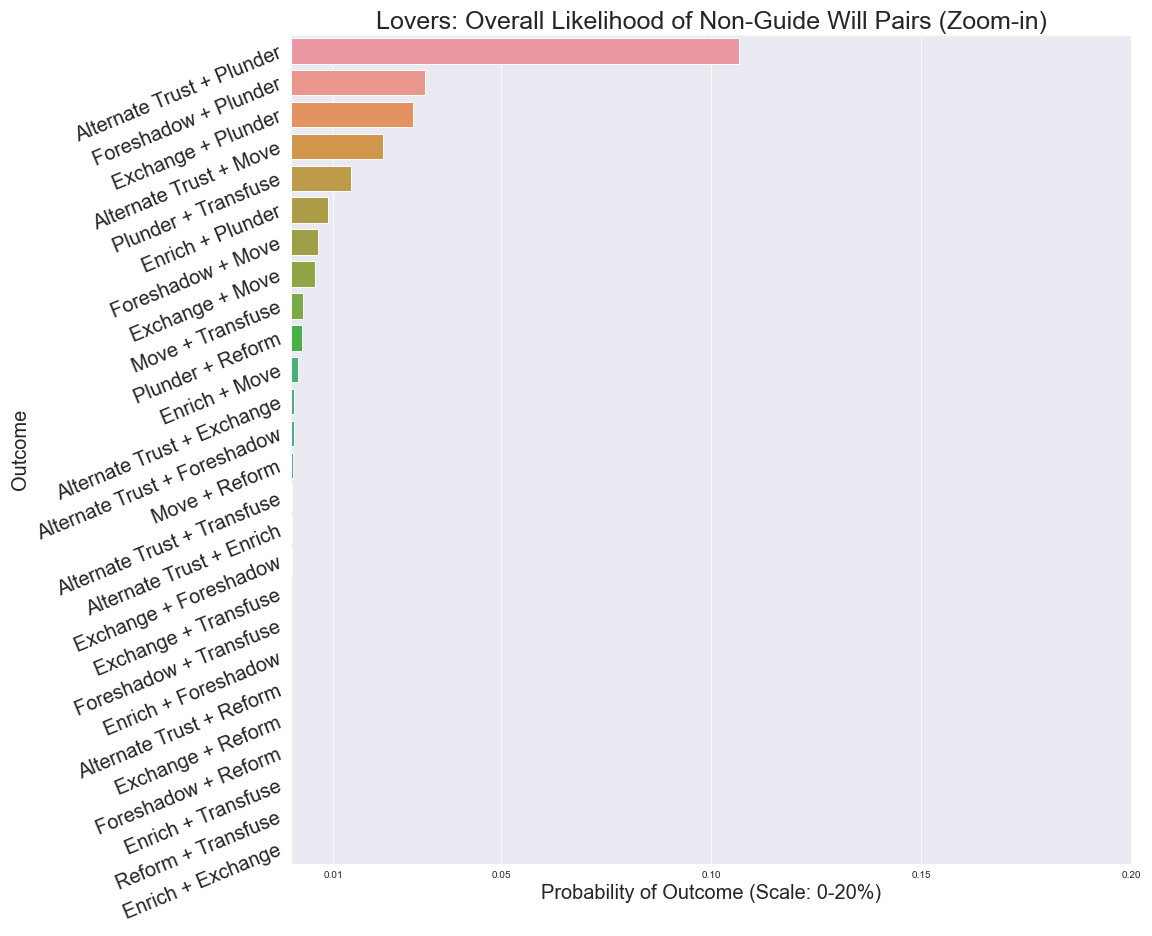 Lovers: Overall Likelihood of Non-Guide Will Pairs (Zoom-in)
Alternate Trust + Plunder
Foreshadow + Plunder
Exchange + Plunder
Alternate Trust + Move
Plunder + Transfuse
Enrich + Plunder
Foreshadow + Move
Exchange + Move
Move + Transfuse
Plunder + Reform
Enrich + Move
Alternate Trust + Exchange
Alternate Trust + Foreshadow
Move + Reform
Alternate Trust + Transfuse
Alternate Trust + Enrich
Exchange + Foreshadow
Exchange + Transfuse
Foreshadow + Transfuse
Enrich + Foreshadow
Alternate Trust + Reform
Exchange + Reform
Foreshadow + Reform
Enrich + Transfuse
Reform + Transfuse
Enrich + Exchange
Outcome
0.01 0.05 0.10 0.15 0.20
Probability of Outcome (Scale: 0-20%)